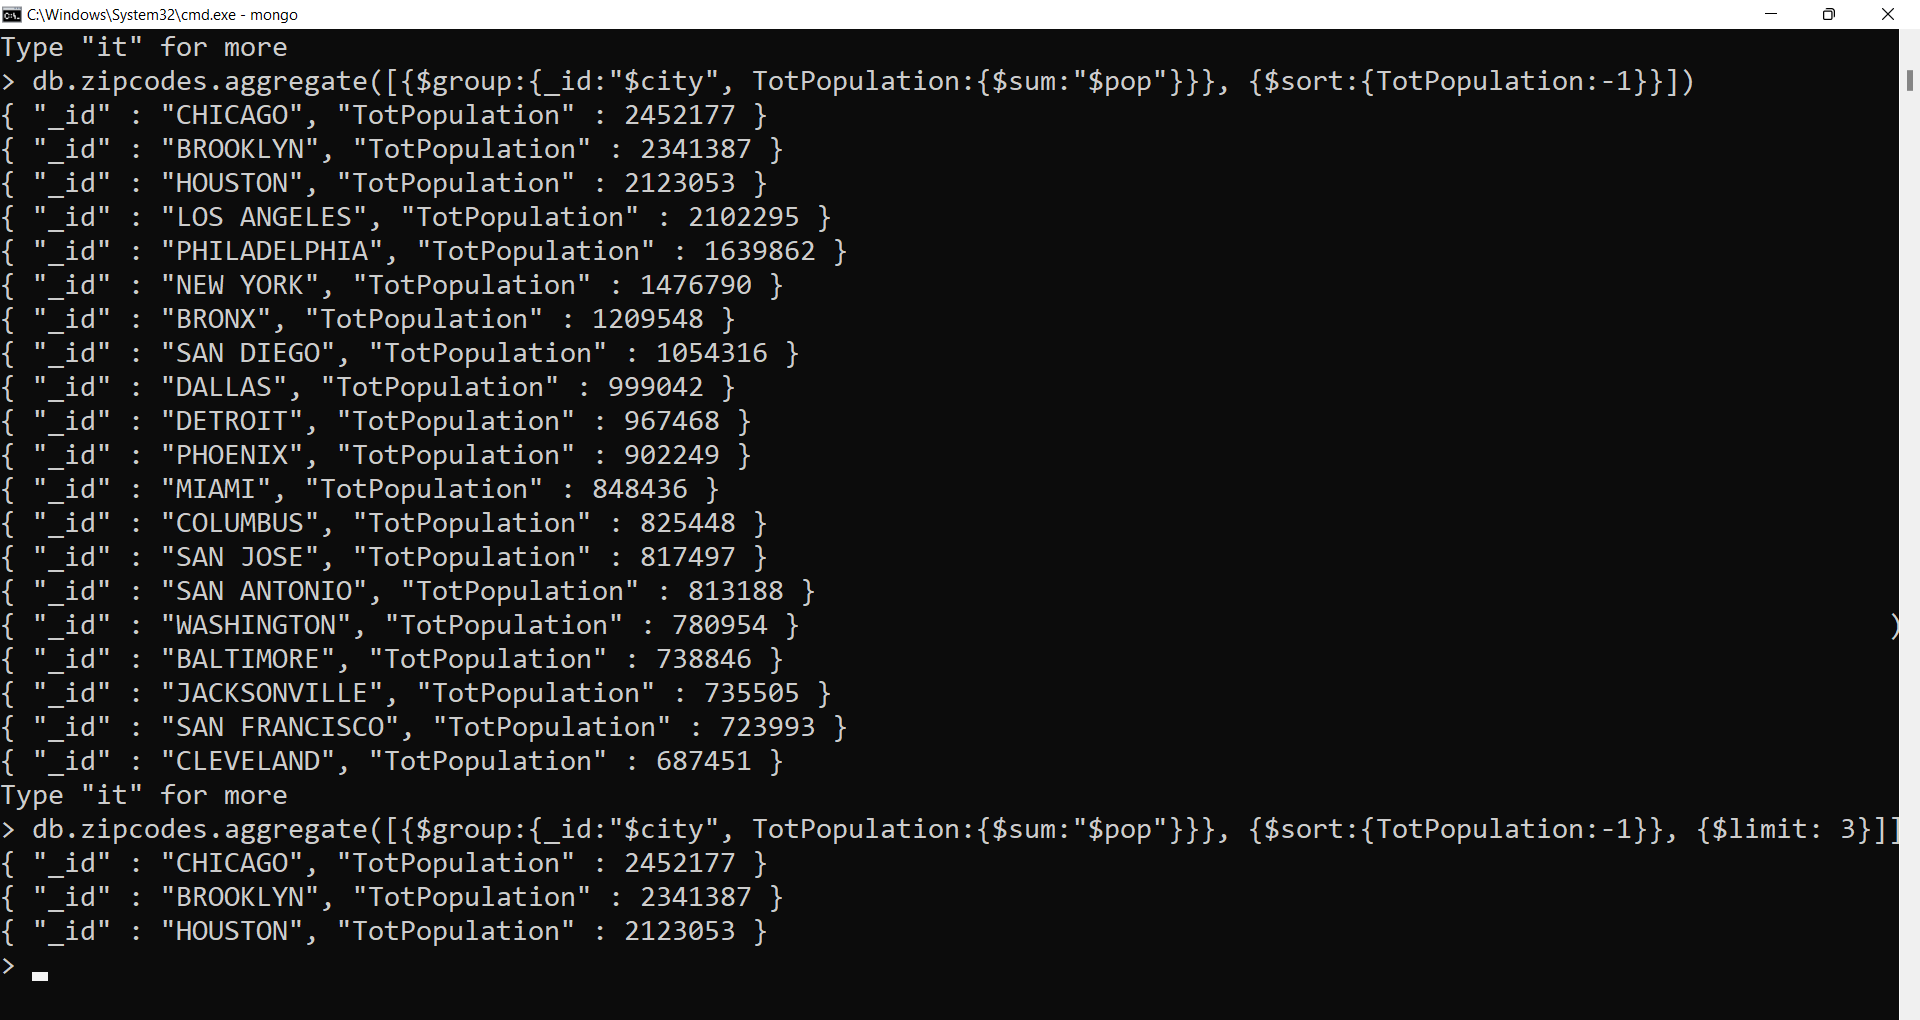 C:\Windows\System32\cmd.exe - mongo
Type "it" for more
> db.zipcodes.aggregate([{$group:{_id:"$city", TotPopulation:{$sum:"$pop"}}}, {$sort:{TotPopulation:-1}}])
{ "_id" : "CHICAGO", "TotPopulation" : 2452177 }
{ "_id" : "BROOKLYN", "TotPopulation" : 2341387 }
{ "_id" : "HOUSTON", "TotPopulation" : 2123053 }
{ "_id" : "LOS ANGELES", "TotPopulation" : 2102295 }
{ "_id" : "PHILADELPHIA", "TotPopulation" : 1639862 }
{ "_id" : "NEW YORK", "TotPopulation" : 1476790 }
{ "_id" : "BRONX", "TotPopulation" : 1209548 }
{ "_id" : "SAN DIEGO", "TotPopulation" : 1054316 }
{ "_id" : "DALLAS", "TotPopulation" : 999042 }
{ "_id" : "DETROIT", "TotPopulation" : 967468 }
{ "_id" : "PHOENIX", "TotPopulation" : 902249 }
{ "_id" : "MIAMI", "TotPopulation" : 848436 }
{ "_id" : "COLUMBUS", "TotPopulation" : 825448 }
{ "_id" : "SAN JOSE", "TotPopulation" : 817497 }
{ "_id" : "SAN ANTONIO", "TotPopulation" : 813188 }
{ "_id" : "WASHINGTON", "TotPopulation" : 780954 } )
{ "_id" : "BALTIMORE", "TotPopulation" : 738846 }
{ "_id" : "JACKSONVILLE", "TotPopulation" : 735505 }
{ "_id" : "SAN FRANCISCO", "TotPopulation" : 723993 }
{ "_id" : "CLEVELAND", "TotPopulation" : 687451 }
Type "it" for more
> db.zipcodes.aggregate([{$group:{_id:"$city", TotPopulation:{$sum:"$pop"}}}, {$sort:{TotPopulation:-1}}, {$limit: 3}]]
{ "_id" : "CHICAGO", "TotPopulation" : 2452177 }
{ "_id" : "BROOKLYN", "TotPopulation" : 2341387 }
{ "_id" : "HOUSTON", "TotPopulation" : 2123053 }
>